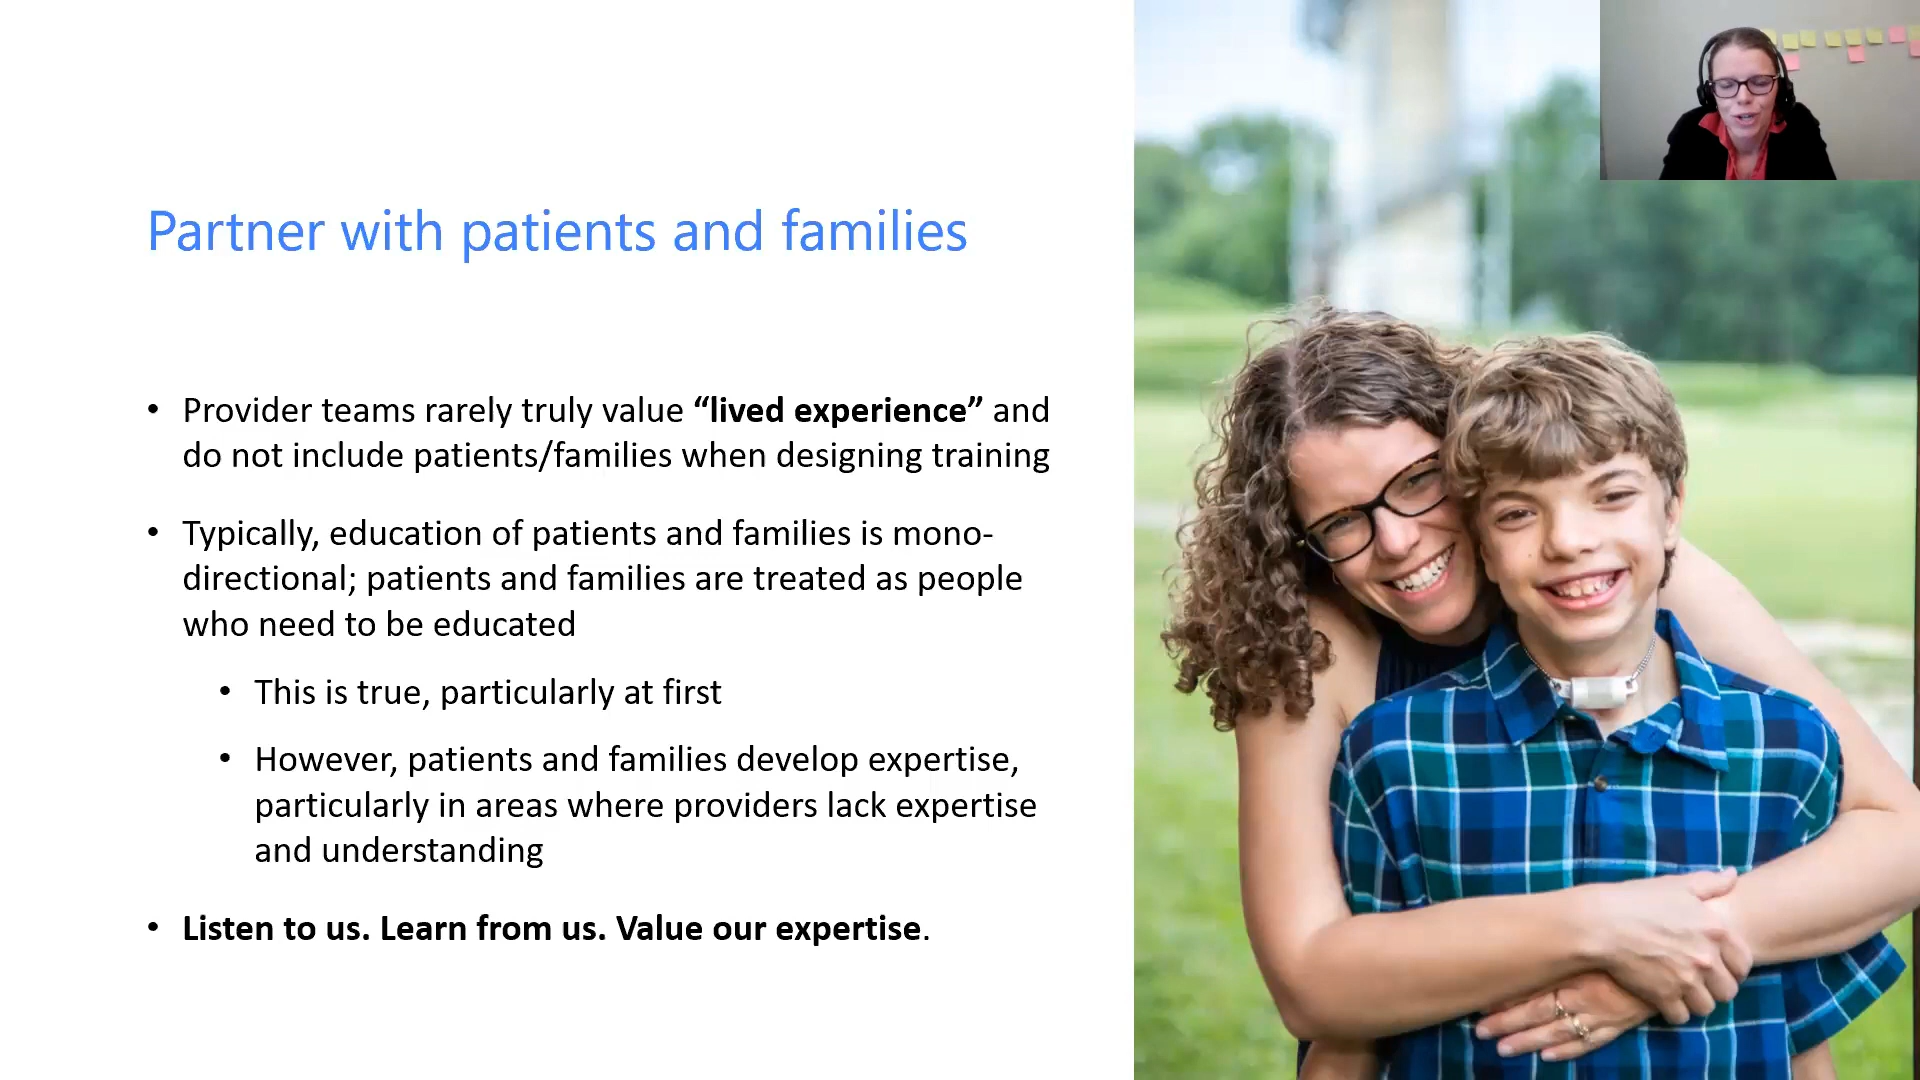 Partner with patients and families
• Provider teams rarely truly value “lived experience” and
do not include patients/families when designing training
• Typically, education of patients and families is mono-
directional; patients and families are treated as people
who need to be educated
• This is true, particularly at first
• However, patients and families develop expertise,
particularly in areas where providers lack expertise
and understanding
• Listen to us. Learn from us. Value our expertise.